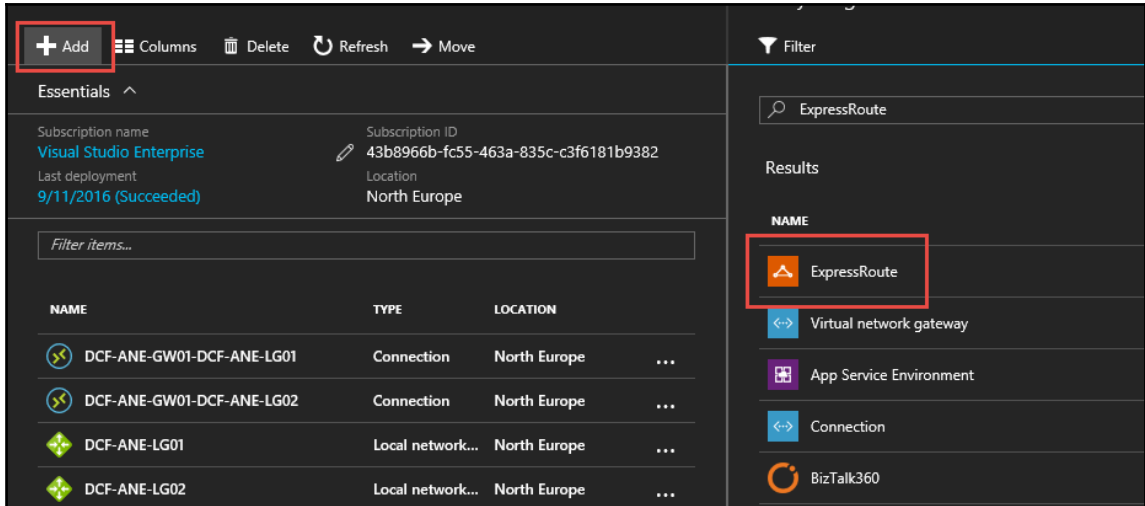 Add Columns Delete Refresh Move
Essentials
Subscription name
Visual Studio Enterprise
Subscription ID
43b8966b-fc55-463a-835c-c3f6181b9382
Last deployment
9/11/2016 (Succeeded)
Location
North Europe
Filter items...
NAME TYPE LOCATION
DCF-ANE-GW01-DCF-ANE-LG01 Connection North Europe ...
DCF-ANE-GW01-DCF-ANE-LG02 Connection North Europe ...
DCF-ANE-LG01 Local network... North Europe ...
DCF-ANE-LG02 Local network... North Europe ...
Filter
ExpressRoute
Results
NAME
ExpressRoute
Virtual network gateway
App Service Environment
Connection
BizTalk360